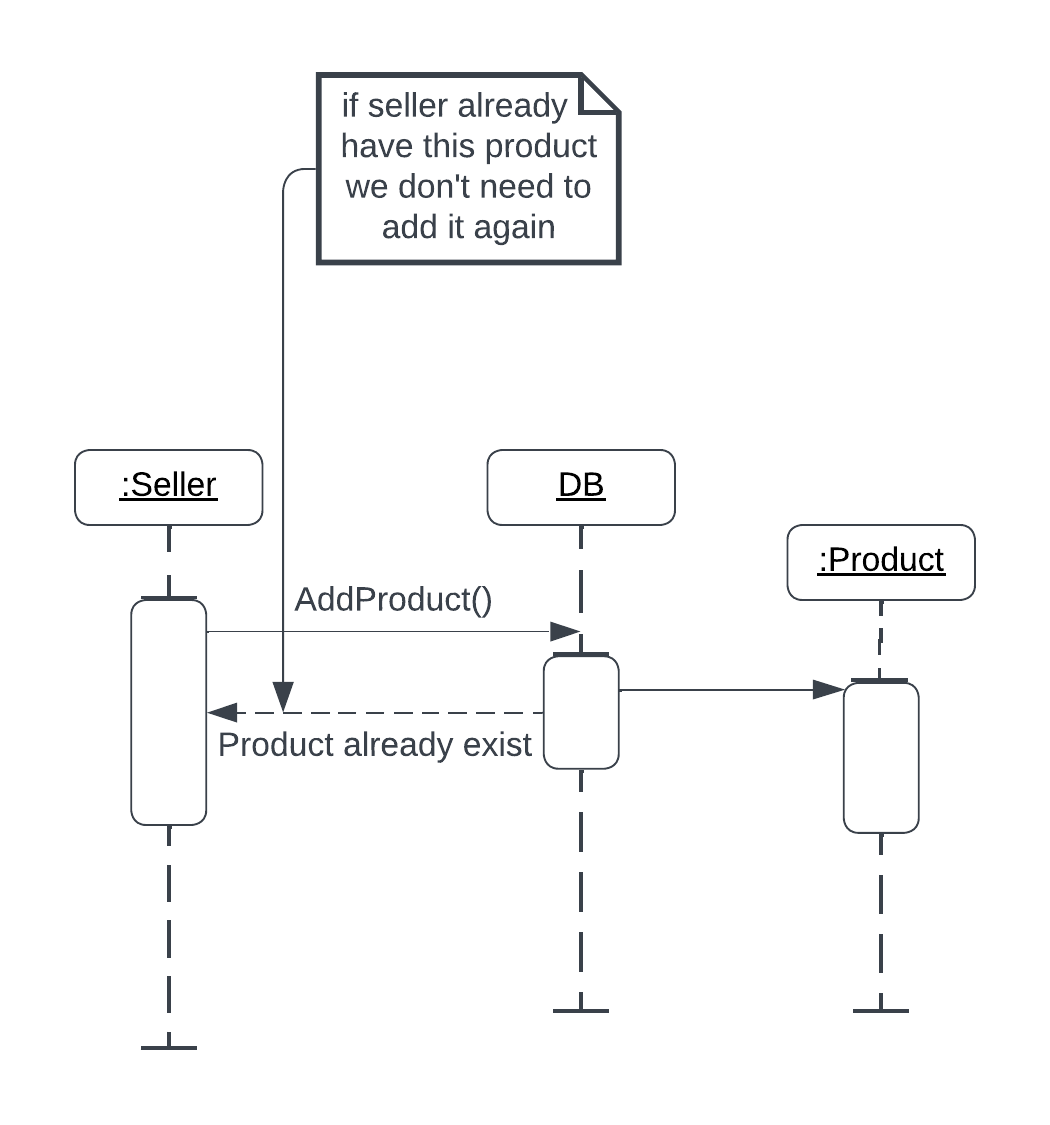 if seller already
have this product
we don't need to
add it again
:Seller
DB
:Product
AddProduct()
Product already exist